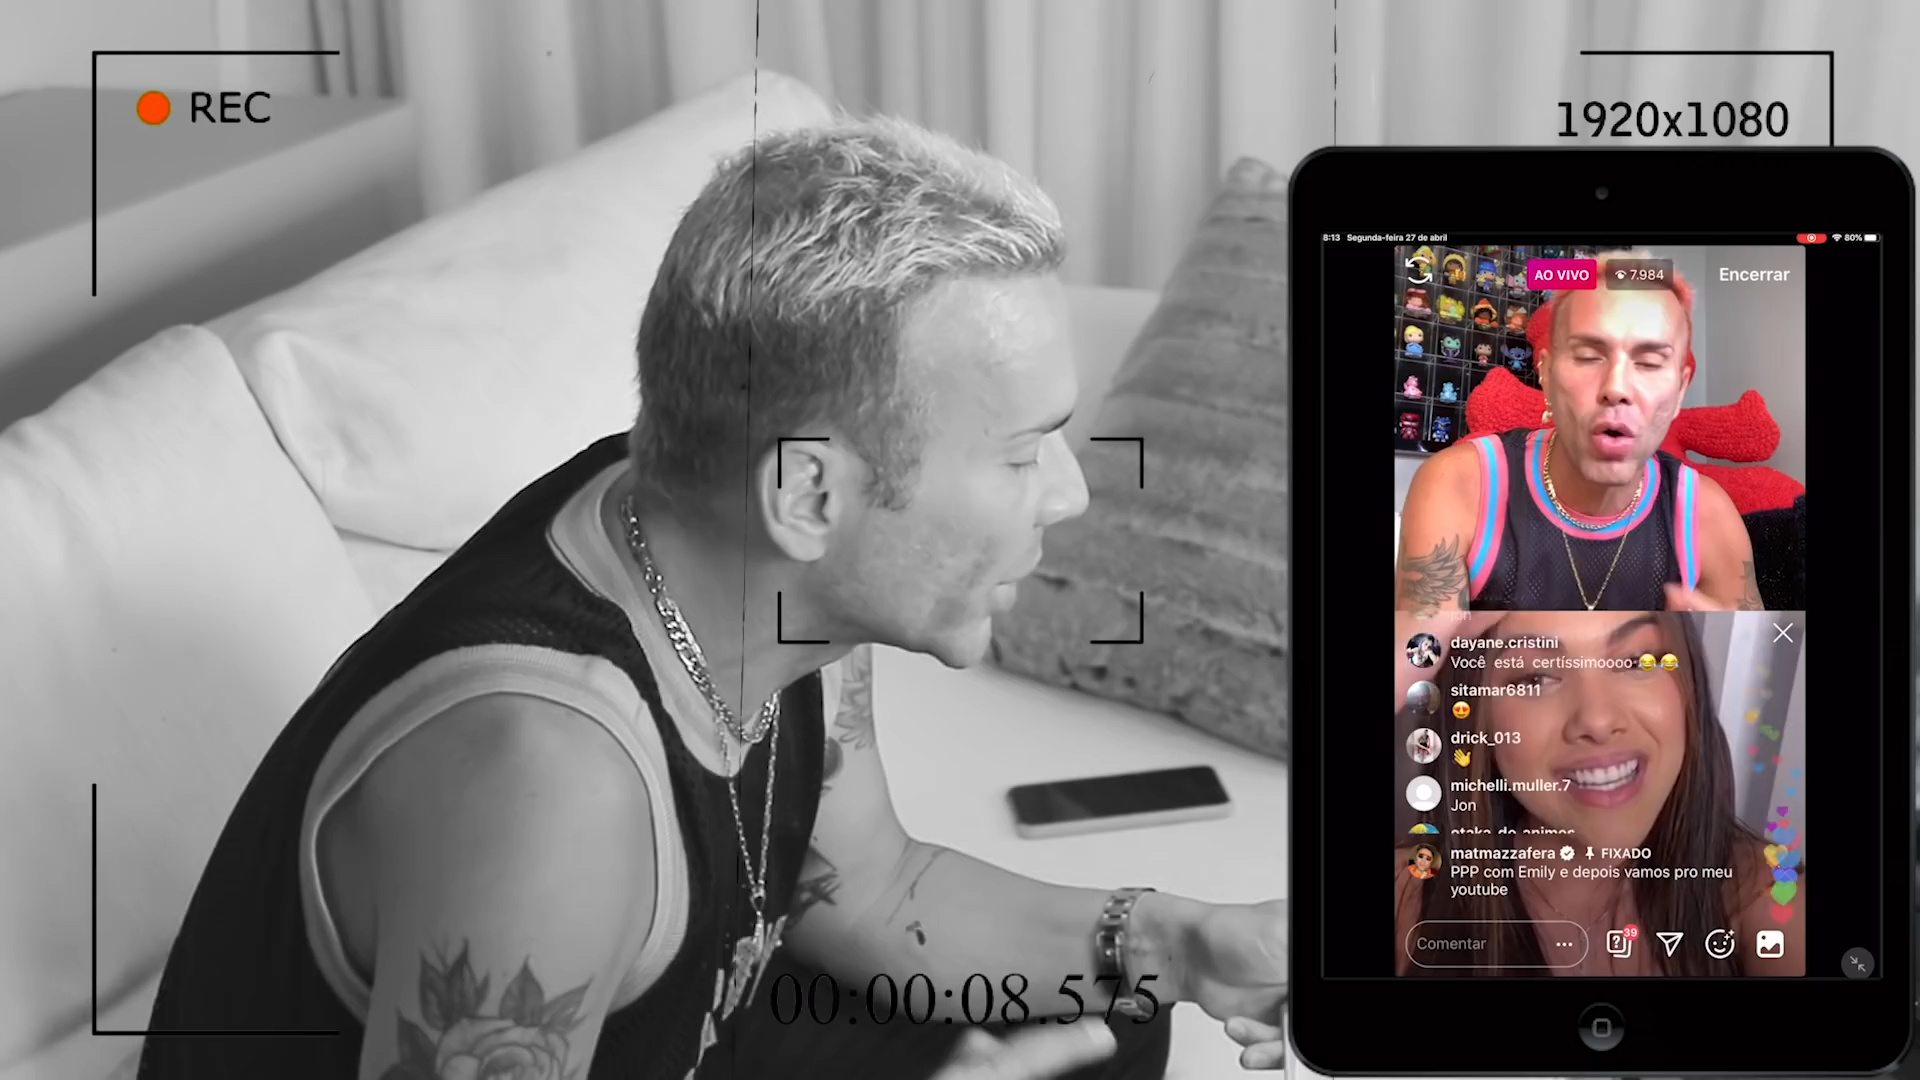 REC
1920x1080
8:13 Segunda-feira 27 de abril
80%
AO VIVO
7.984
Encerrar
jon
dayane.cristini
Você está certíssimoooo 😂😂
sitamar6811
😍
drick_013
👋
michelli.muller.7
Jon
otaka_do_animes
matmazzafera FIXADO
PPP com Emily e depois vamos pro meu
youtube
Comentar
39
00:00:08.575